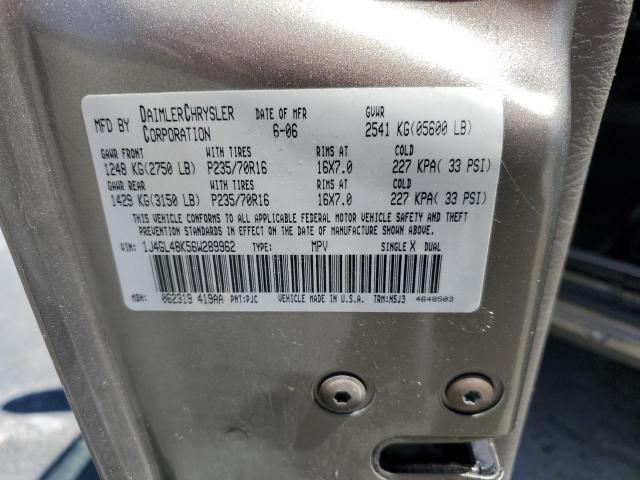 MFD BY DAIMLERCHRYSLER CORPORATION DATE OF MFR 6-06 GVWR 2541 KG(05600 LB)
GAWR FRONT WITH TIRES RIMS AT COLD
1248 KG(2750 LB) P235/70R16 16X7.0 227 KPA( 33 PSI)
GAWR REAR WITH TIRES RIMS AT COLD
1429 KG(3150 LB) P235/70R16 16X7.0 227 KPA( 33 PSI)
THIS VEHICLE CONFORMS TO ALL APPLICABLE FEDERAL MOTOR VEHICLE SAFETY AND THEFT
PREVENTION STANDARDS IN EFFECT ON THE DATE OF MANUFACTURE SHOWN ABOVE.
VIN: 1J4GL48K56W289962 TYPE: MPV SINGLE X DUAL
MDH: 062319 419AA PNT:PJC VEHICLE MADE IN U.S.A. TRM:M5J3 4648503